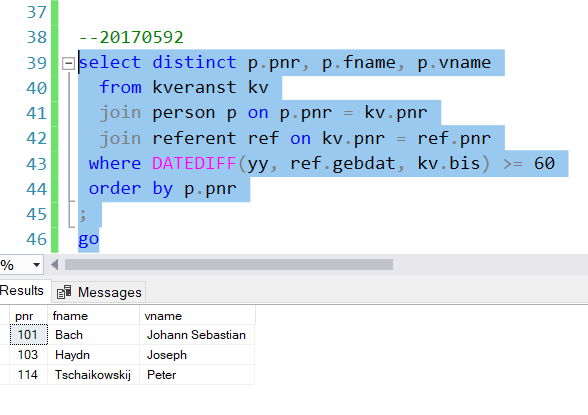 37
38 --20170592
39 select distinct p.pnr, p.fname, p.vname
40 from kveranst kv
41 join person p on p.pnr = kv.pnr
42 join referent ref on kv.pnr = ref.pnr
43 where DATEDIFF(yy, ref.gebdat, kv.bis) >= 60
44 order by p.pnr
45 ;
46 go
%
Results Messages
pnr fname vname
101 Bach Johann Sebastian
103 Haydn Joseph
114 Tschaikowskij Peter